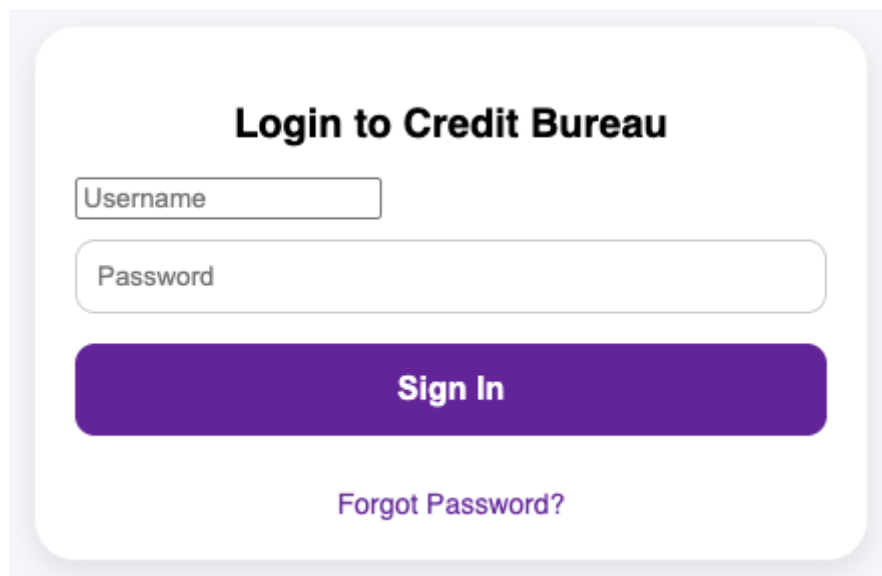 Login to Credit Bureau
Username
Password
Sign In
Forgot Password?